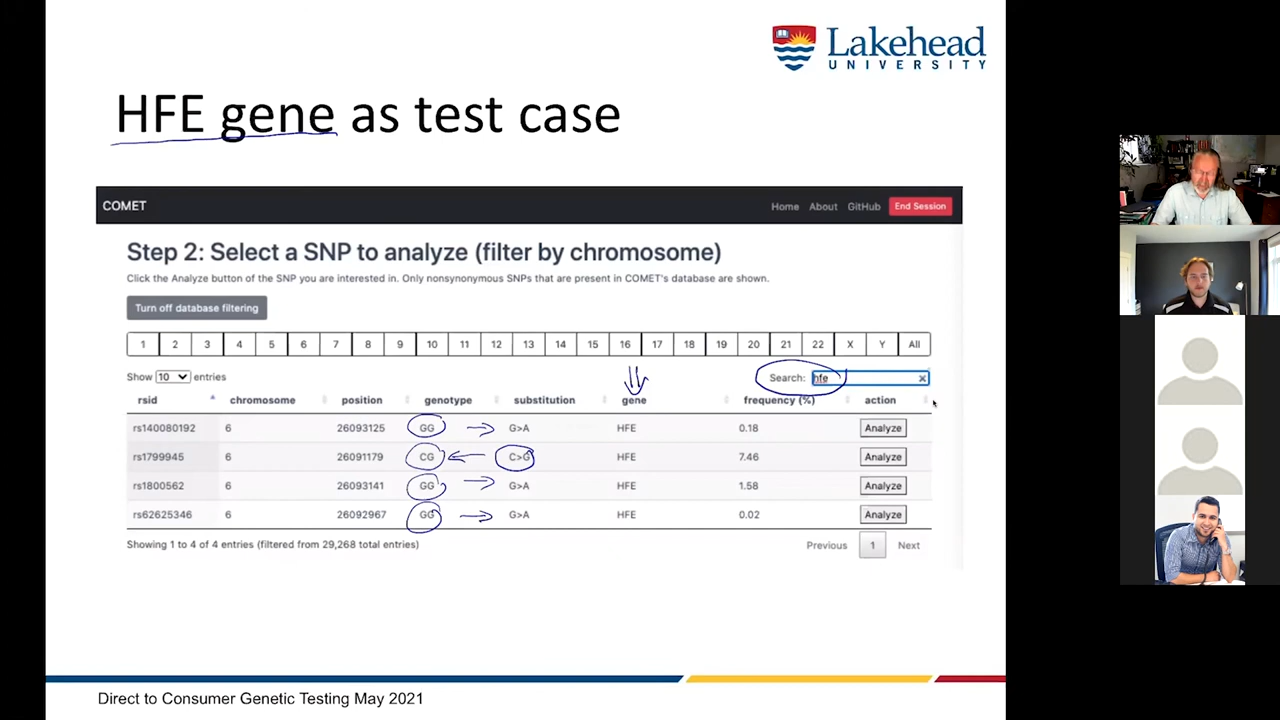 Lakehead
UNIVERSITY
HFE gene as test case
COMET
Home About GitHub End Session
Step 2: Select a SNP to analyze (filter by chromosome)
Click the Analyze button of the SNP you are interested in. Only nonsynonymous SNPs that are present in COMET's database are shown.
Turn off database filtering
1 2 3 4 5 6 7 8 9 10 11 12 13 14 15 16 17 18 19 20 21 22 X Y All
Show 10 entries Search: hfe
rsid chromosome position genotype substitution gene frequency (%) action
rs140080192 6 26093125 GG G>A HFE 0.18 Analyze
rs1799945 6 26091179 CG C>G HFE 7.46 Analyze
rs1800562 6 26093141 GG G>A HFE 1.58 Analyze
rs62625346 6 26092967 GG G>A HFE 0.02 Analyze
Showing 1 to 4 of 4 entries (filtered from 29,268 total entries) Previous 1 Next
Direct to Consumer Genetic Testing May 2021